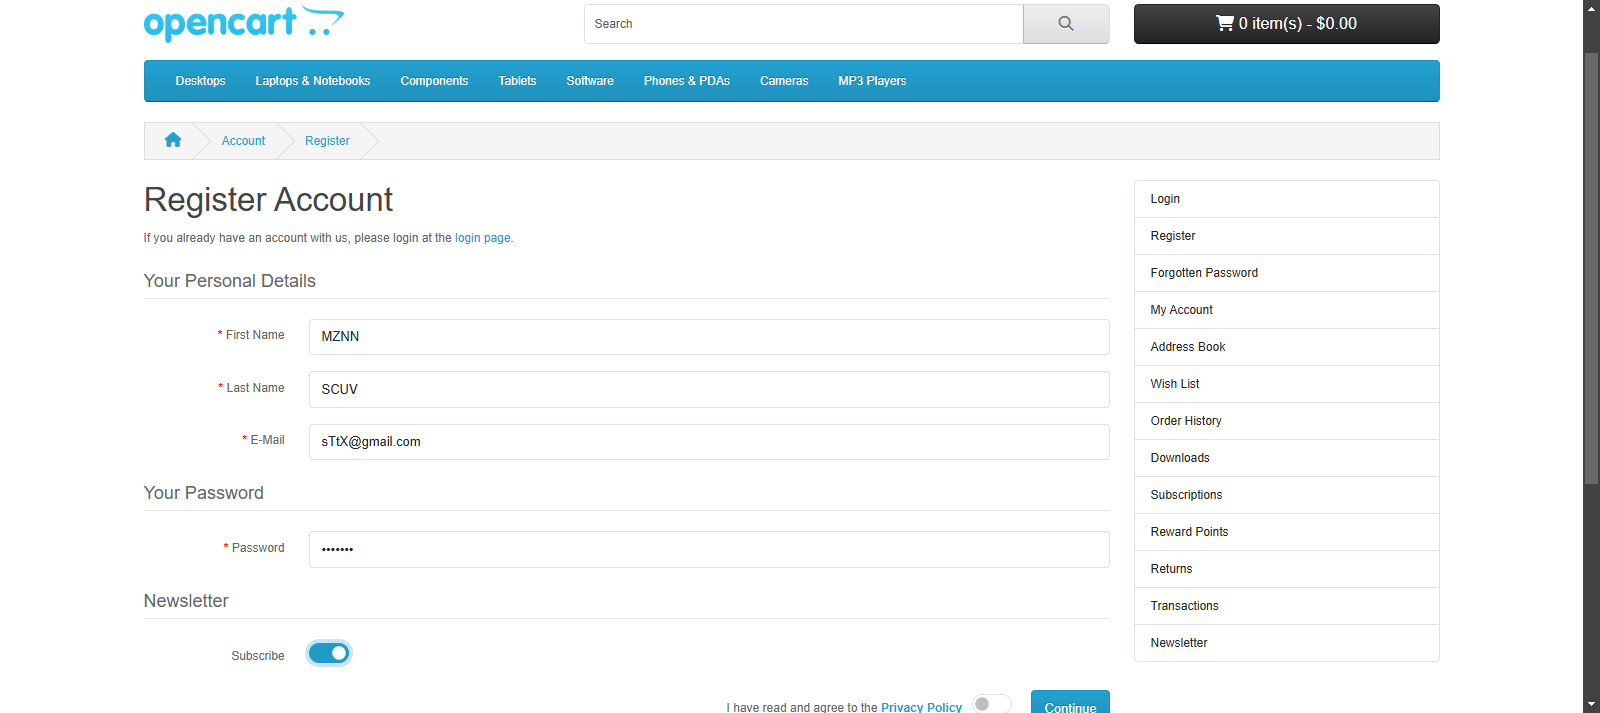 opencart
Search
0 item(s) - $0.00
Desktops Laptops & Notebooks Components Tablets Software Phones & PDAs Cameras MP3 Players
Account Register
Register Account
If you already have an account with us, please login at the login page.
Your Personal Details
* First Name MZNN
* Last Name SCUV
* E-Mail sTtX@gmail.com
Your Password
* Password •••••••
Newsletter
Subscribe
I have read and agree to the Privacy Policy Continue
Login
Register
Forgotten Password
My Account
Address Book
Wish List
Order History
Downloads
Subscriptions
Reward Points
Returns
Transactions
Newsletter